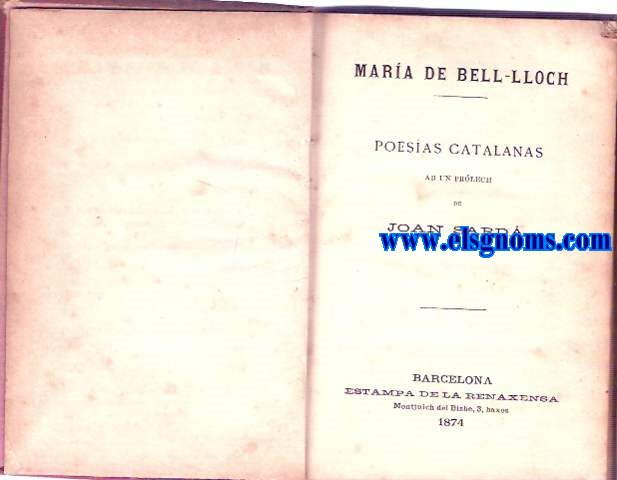 MARÍA DE BELL-LLOCH
POESÍAS CATALANAS
AB UN PRÓLECH
DE
JOAN SARDÁ
www.elsgnoms.com
BARCELONA
ESTAMPA DE LA RENAXENSA
Montjuich del Bisbe, 3, baxos
1874